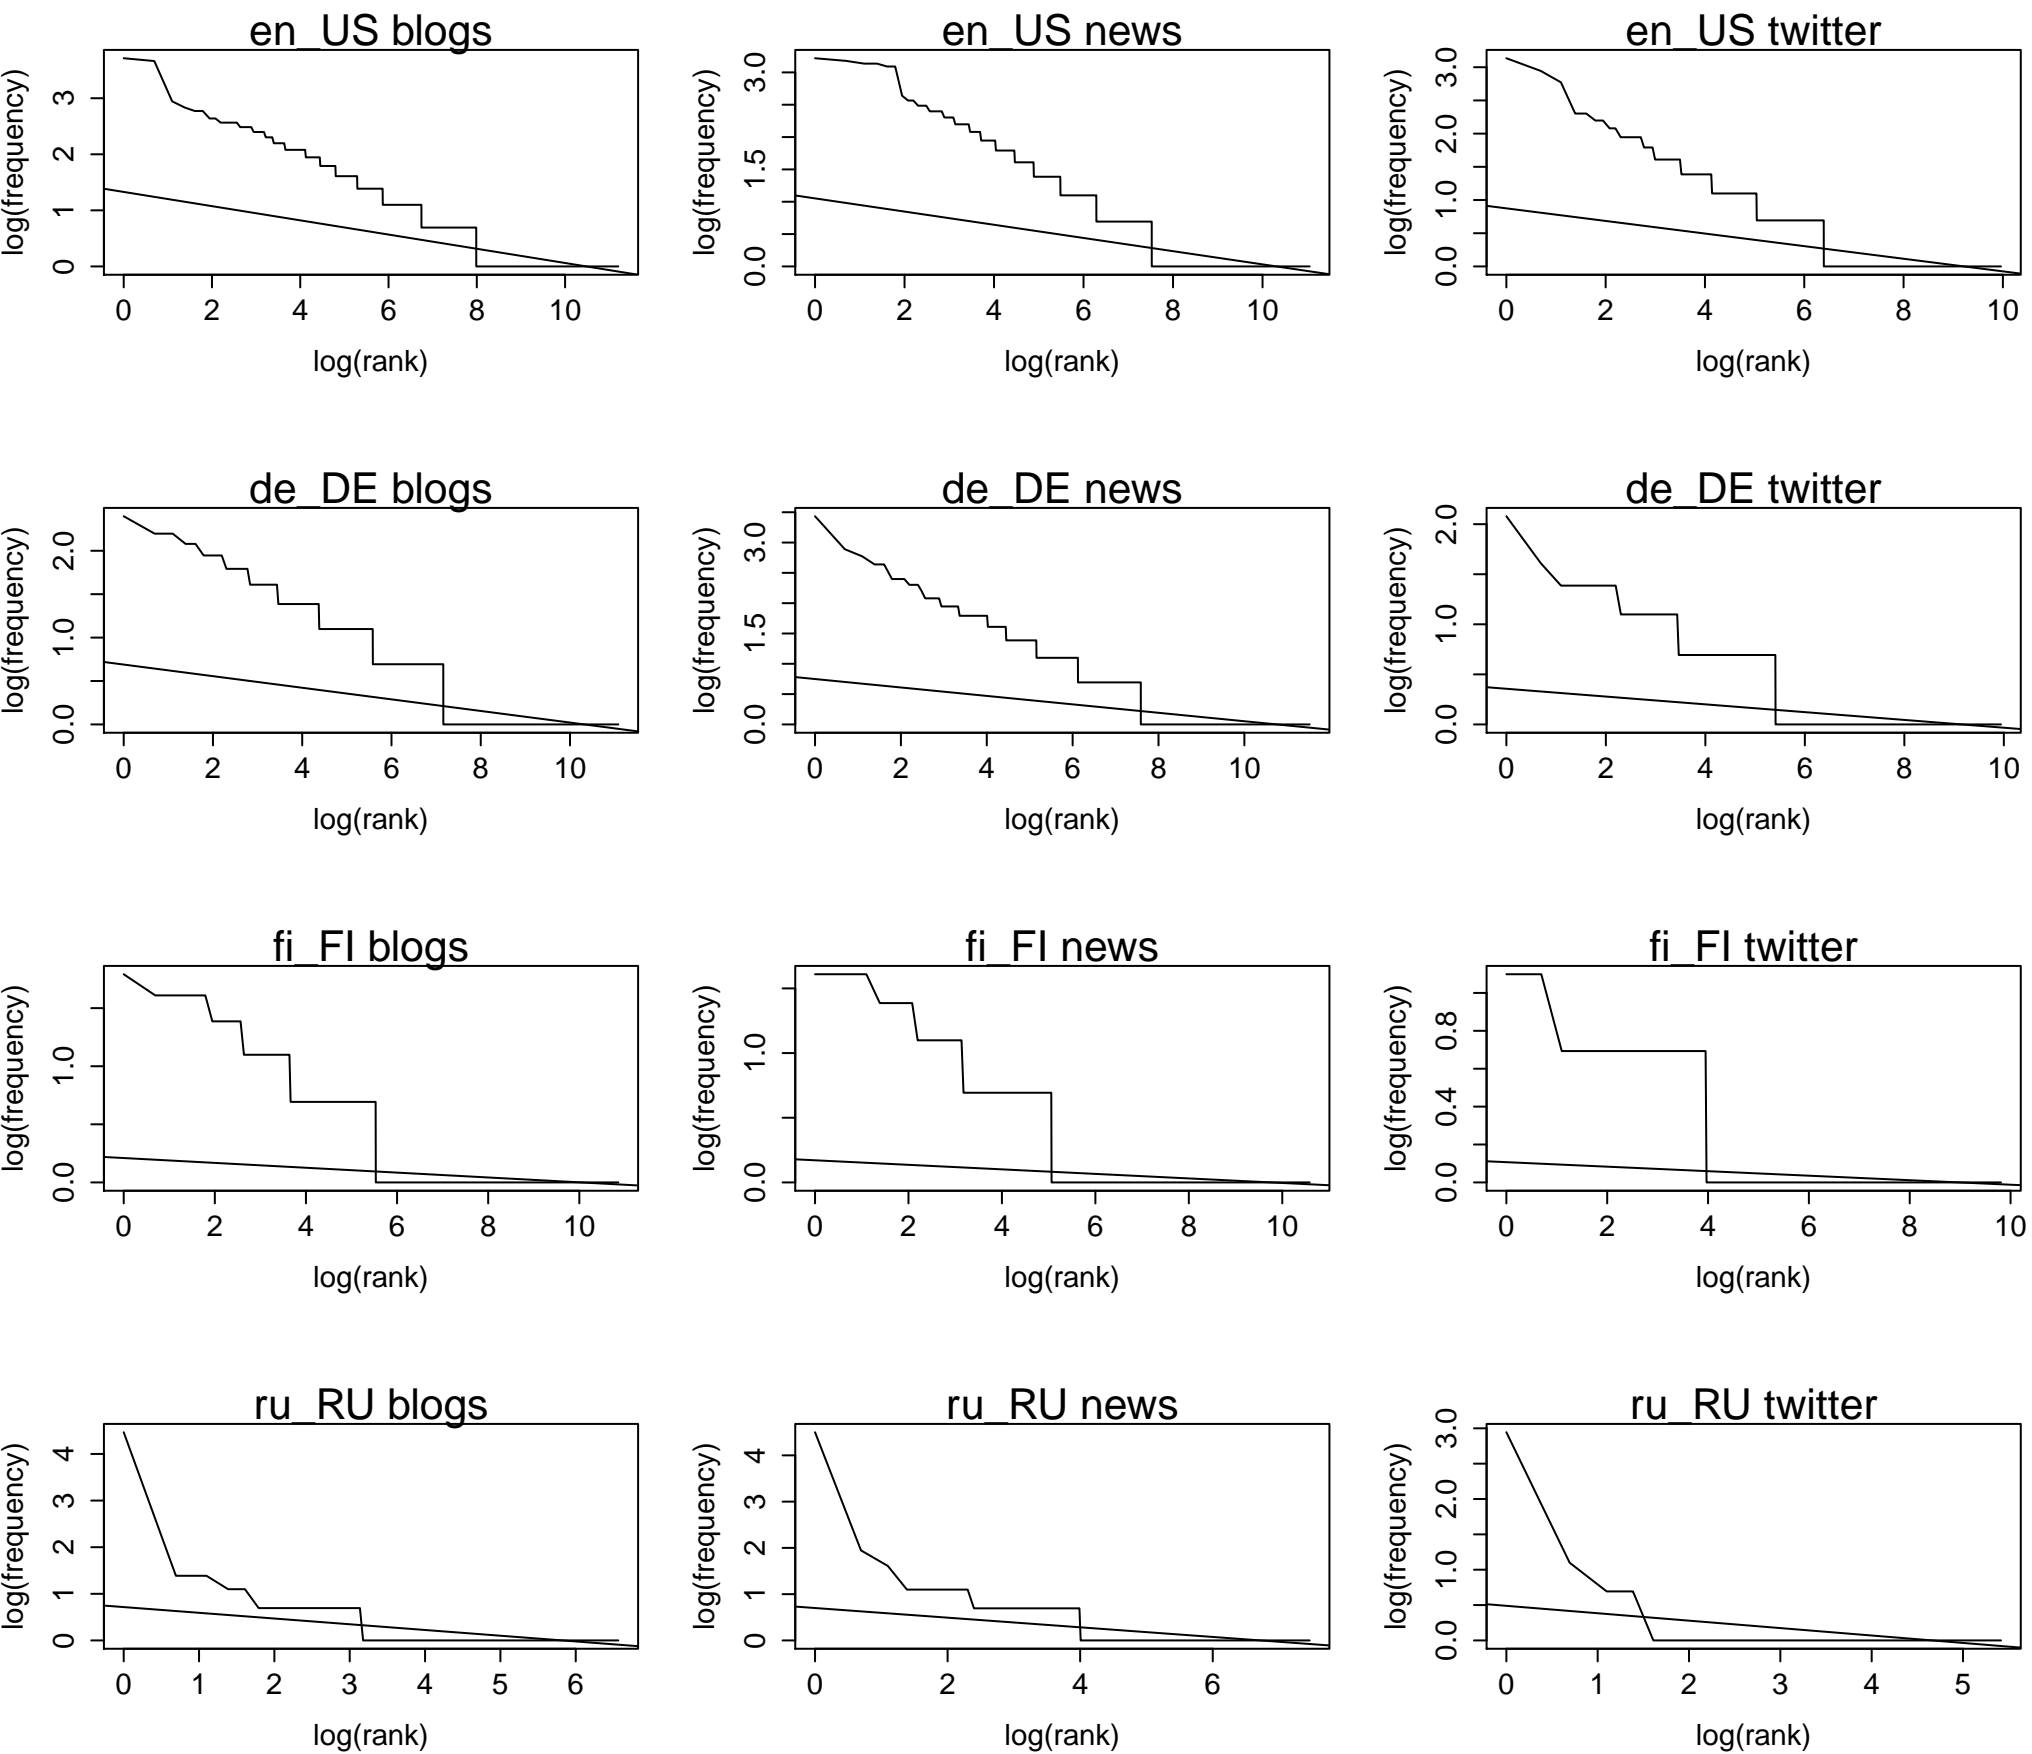 en_US blogs
log(frequency)
0 1 2 3
0 2 4 6 8 10
log(rank)
en_US news
log(frequency)
0.0 1.5 3.0
0 2 4 6 8 10
log(rank)
en_US twitter
log(frequency)
0.0 1.0 2.0 3.0
0 2 4 6 8 10
log(rank)
de_DE blogs
log(frequency)
0.0 1.0 2.0
0 2 4 6 8 10
log(rank)
de_DE news
log(frequency)
0.0 1.5 3.0
0 2 4 6 8 10
log(rank)
de_DE twitter
log(frequency)
0.0 1.0 2.0
0 2 4 6 8 10
log(rank)
fi_FI blogs
log(frequency)
0.0 1.0
0 2 4 6 8 10
log(rank)
fi_FI news
log(frequency)
0.0 1.0
0 2 4 6 8 10
log(rank)
fi_FI twitter
log(frequency)
0.0 0.4 0.8
0 2 4 6 8 10
log(rank)
ru_RU blogs
log(frequency)
0 1 2 3 4
0 1 2 3 4 5 6
log(rank)
ru_RU news
log(frequency)
0 1 2 3 4
0 2 4 6
log(rank)
ru_RU twitter
log(frequency)
0.0 1.0 2.0 3.0
0 1 2 3 4 5
log(rank)